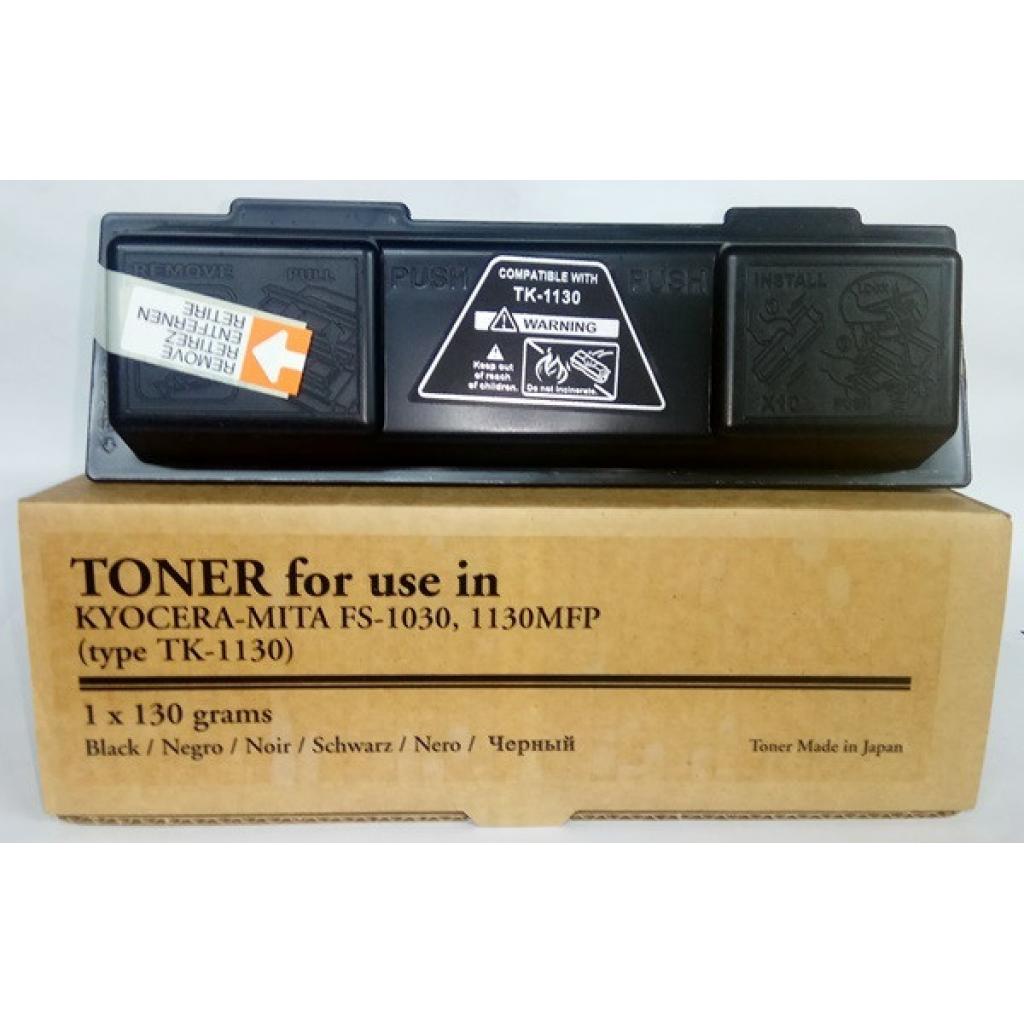 REMOVE
PULL
PUSH
COMPATIBLE WITH
TK-1130
WARNING
Keep out
of reach
of children.
Do not incinerate.
PUSH
INSTALL
X10
REMOVE
RETIREZ
ENTFERNEN
RETIRE
TONER for use in
KYOCERA-MITA FS-1030, 1130MFP
(type TK-1130)
1 x 130 grams
Black / Negro / Noir / Schwarz / Nero / Черный
Toner Made in Japan